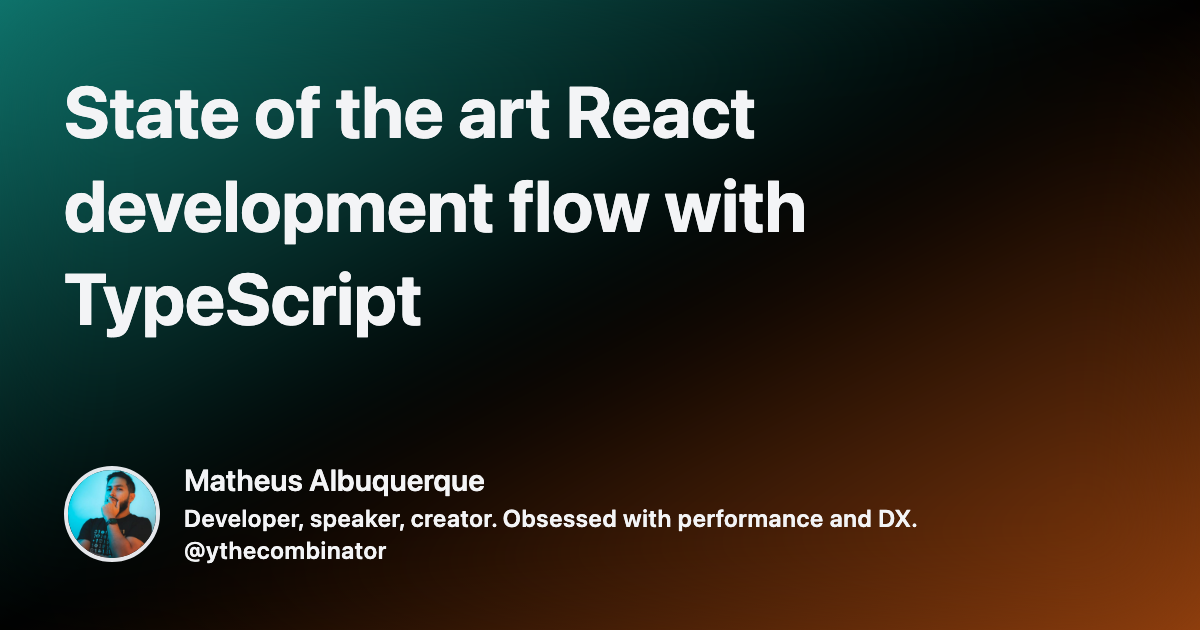 State of the art React
development flow with
TypeScript
Matheus Albuquerque
Developer, speaker, creator. Obsessed with performance and DX.
@ythecombinator